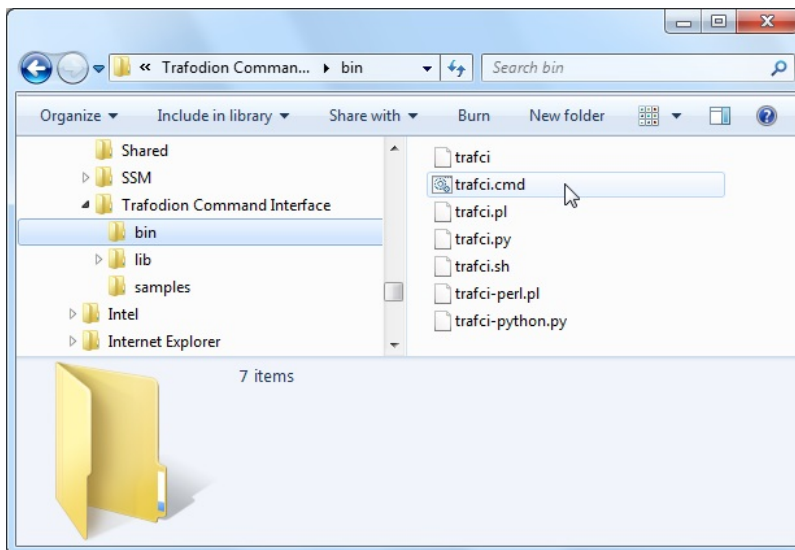 « Trafodion Comman... bin
Search bin
Organize Include in library Share with Burn New folder
Shared
SSM
Trafodion Command Interface
bin
lib
samples
Intel
Internet Explorer
trafci
trafci.cmd
trafci.pl
trafci.py
trafci.sh
trafci-perl.pl
trafci-python.py
7 items